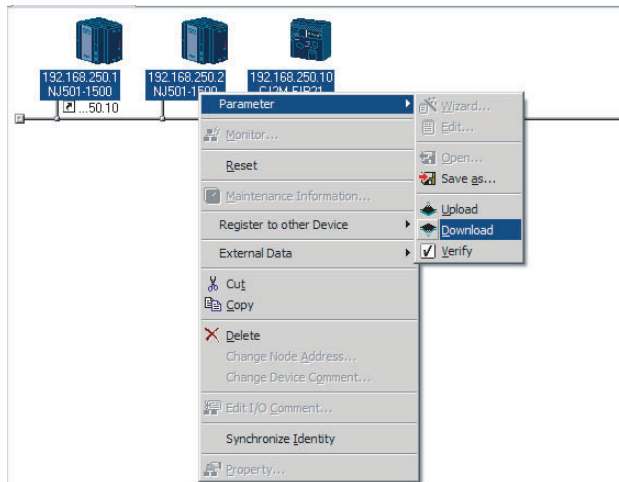 192.168.250.1
NJ501-1500
...50.10
192.168.250.2
NJ501-1500
192.168.250.10
CJ2M-EIP21
Parameter
Monitor...
Reset
Maintenance Information...
Register to other Device
External Data
Cut
Copy
Delete
Change Node Address...
Change Device Comment...
Edit I/O Comment...
Synchronize Identity
Property...
Wizard...
Edit...
Open...
Save as...
Upload
Download
Verify